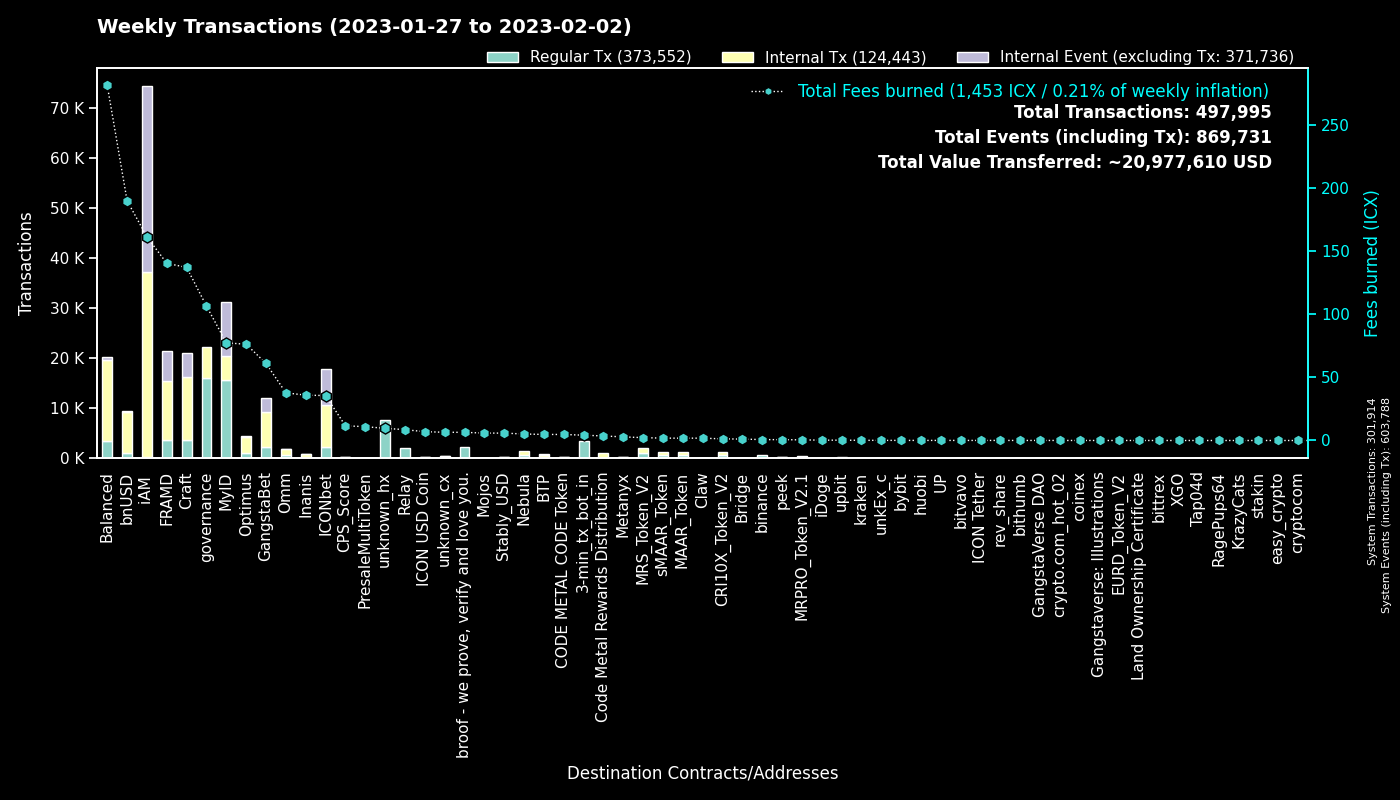 Weekly Transactions (2023-01-27 to 2023-02-02)
Regular Tx (373,552)
Internal Tx (124,443)
Internal Event (excluding Tx: 371,736)
Total Fees burned (1,453 ICX / 0.21% of weekly inflation)
Total Transactions: 497,995
Total Events (including Tx): 869,731
Total Value Transferred: ~20,977,610 USD
Transactions
70 K
60 K
50 K
40 K
30 K
20 K
10 K
0 K
250
200
150
100
50
0
Fees burned (ICX)
Balanced
bnUSD
iAM
FRAMD
Craft
governance
MyID
Optimus
GangstaBet
Omm
Inanis
ICONbet
CPS_Score
PresaleMultiToken
unknown_hx
Relay
ICON USD Coin
unknown_cx
broof - we prove, verify and love you.
Mojos
Stably_USD
Nebula
BTP
CODE METAL CODE Token
3-min_tx_bot_in
Code Metal Rewards Distribution
Metanyx
MRS_Token_V2
sMAAR_Token
MAAR_Token
Claw
CRI10X_Token_V2
Bridge
binance
peek
MRPRO_Token_V2.1
iDoge
upbit
kraken
unkEx_c
bybit
huobi
UP
bitvavo
ICON Tether
rev_share
bithumb
GangstaVerse DAO
crypto.com_hot_02
coinex
Gangstaverse: Illustrations
EURD_Token_V2
Land Ownership Certificate
bittrex
XGO
Tap04d
RagePups64
KrazyCats
stakin
easy_crypto
cryptocom
Destination Contracts/Addresses
System Transactions: 301,914
System Events (including Tx): 603,788